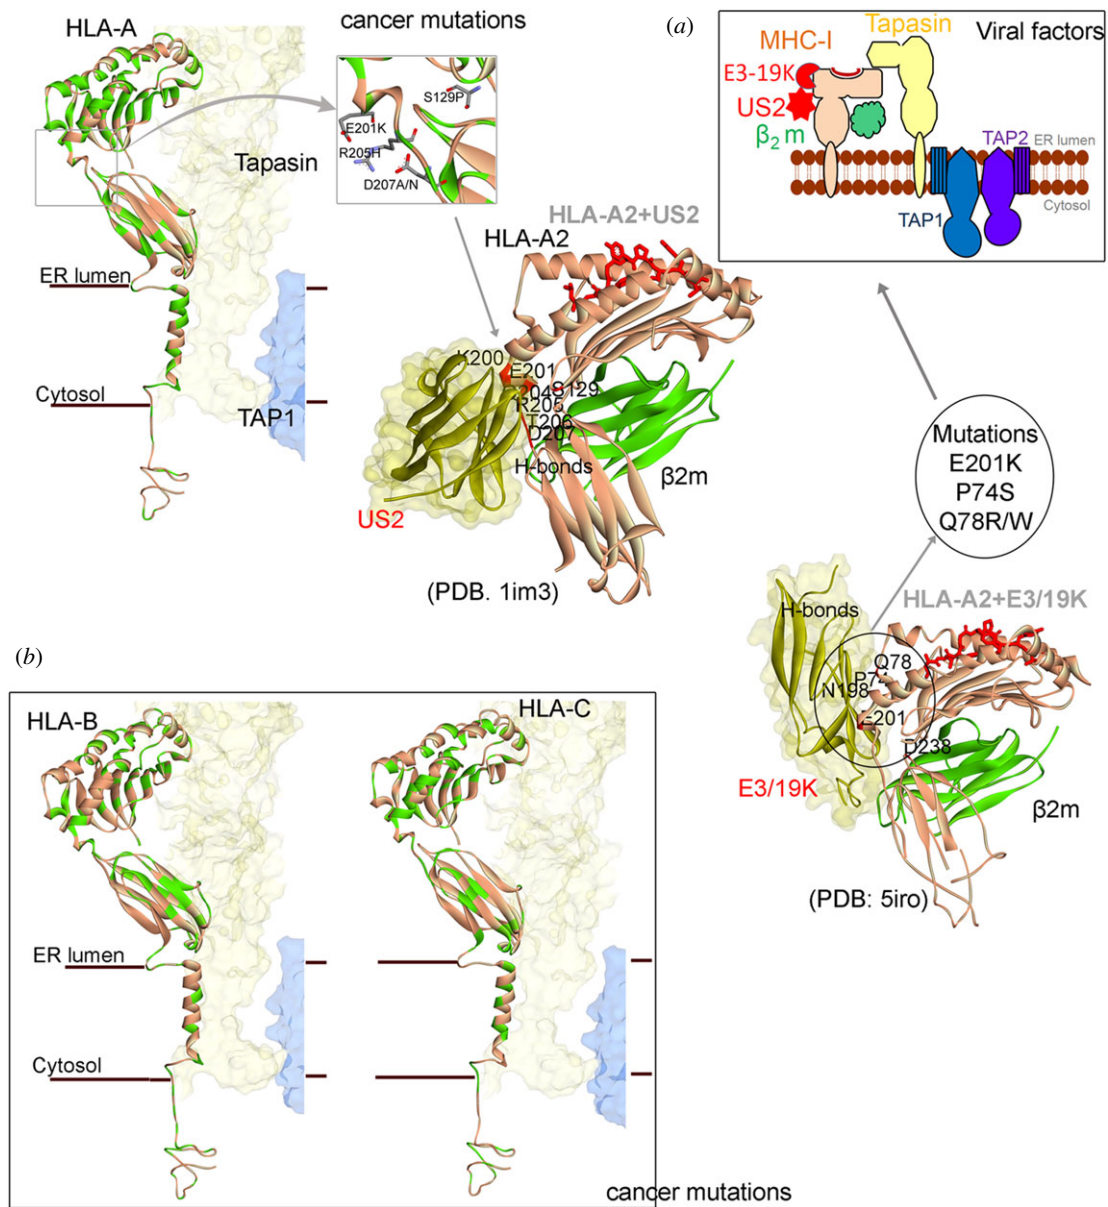 HLA-A
cancer mutations
(a)
S129P
E201K
R205H
D207A/N
Tapasin
ER lumen
Cytosol
TAP1
Tapasin
Viral factors
MHC-I
E3-19K
US2
β2 m
TAP2
ER lumen
Cytosol
TAP1
HLA-A2+US2
HLA-A2
K200
E201
S129
R205
T206
D207
H-bonds
β2m
US2
(PDB. 1im3)
Mutations
E201K
P74S
Q78R/W
HLA-A2+E3/19K
H-bonds
Q78
N198
E201
D238
E3/19K
β2m
(PDB: 5iro)
(b)
HLA-B
HLA-C
ER lumen
Cytosol
cancer mutations